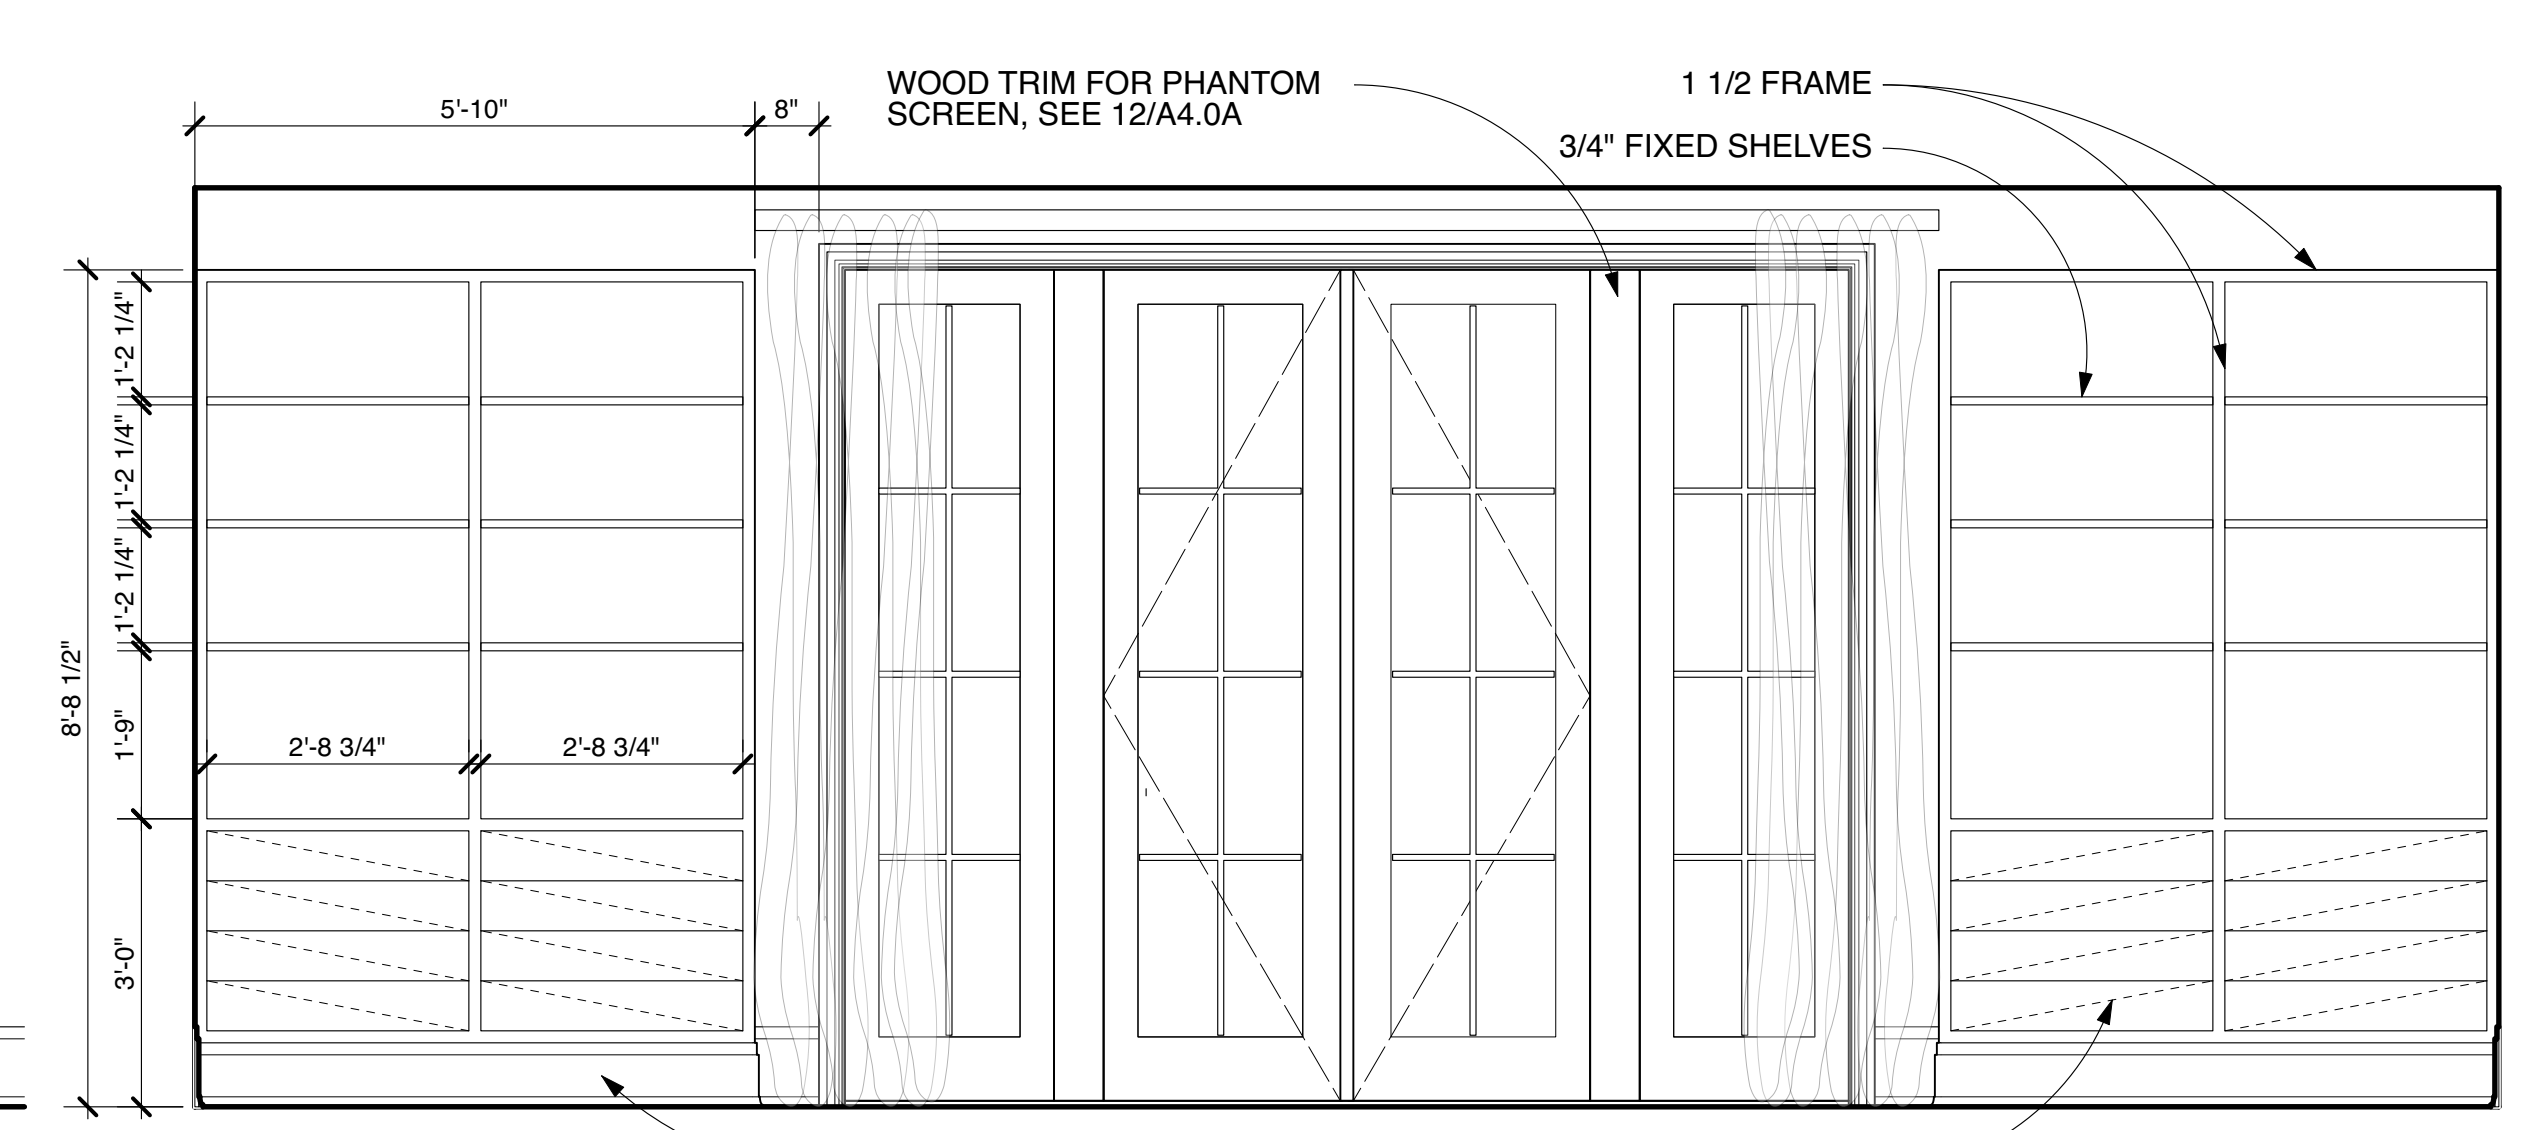 WOOD TRIM FOR PHANTOM
SCREEN, SEE 12/A4.0A
1 1/2 FRAME
3/4" FIXED SHELVES
5'-10"
8"
1'-2 1/4"
1'-2 1/4"
1'-2 1/4"
8'-8 1/2"
1'-9"
2'-8 3/4"
2'-8 3/4"
3'-0"